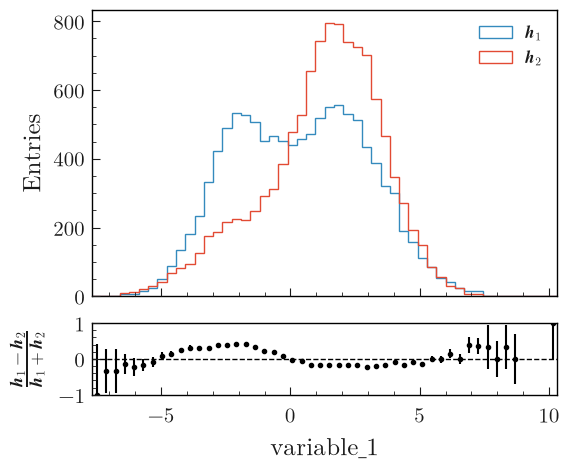 800
600
400
200
0
Entries
h₁
h₂
1
0
−1
h₁ − h₂
h₁ + h₂
−5 0 5 10
variable_1